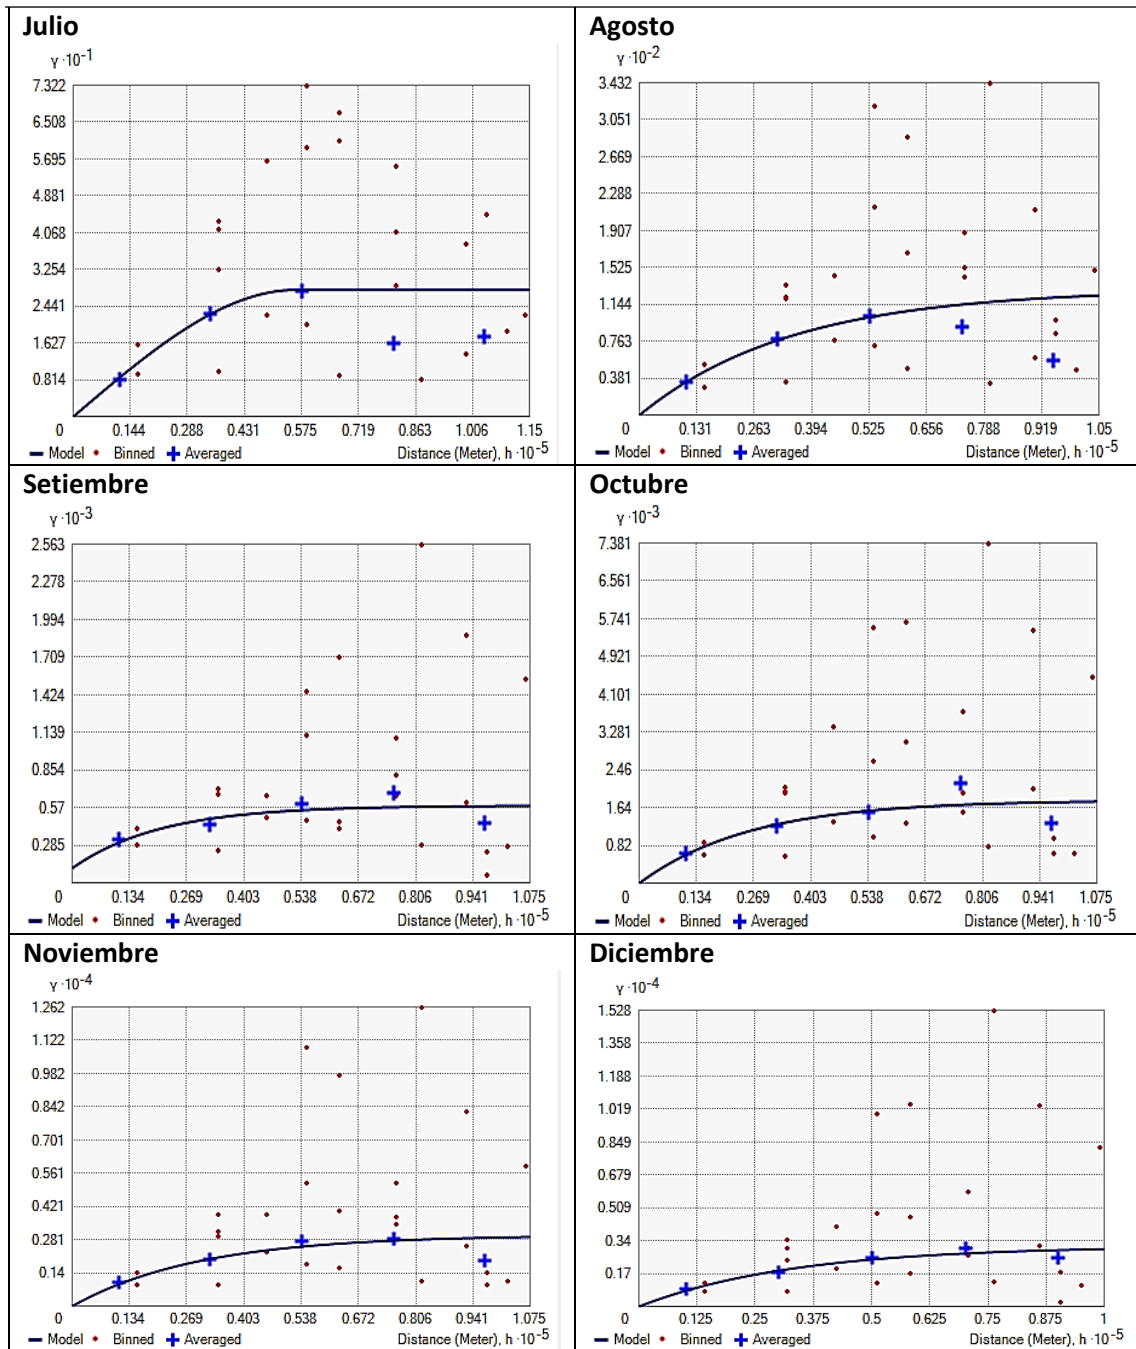 Julio
γ·10⁻¹
7.322
6.508
5.695
4.881
4.068
3.254
2.441
1.627
0.814
0 0.144 0.288 0.431 0.575 0.719 0.863 1.006 1.15
Model Binned Averaged Distance (Meter), h ·10⁻⁵
Agosto
γ·10⁻²
3.432
3.051
2.669
2.288
1.907
1.525
1.144
0.763
0.381
0 0.131 0.263 0.394 0.525 0.656 0.788 0.919 1.05
Model Binned Averaged Distance (Meter), h ·10⁻⁵
Setiembre
γ·10⁻³
2.563
2.278
1.994
1.709
1.424
1.139
0.854
0.57
0.285
0 0.134 0.269 0.403 0.538 0.672 0.806 0.941 1.075
Model Binned Averaged Distance (Meter), h ·10⁻⁵
Octubre
γ·10⁻³
7.381
6.561
5.741
4.921
4.101
3.281
2.46
1.64
0.82
0 0.134 0.269 0.403 0.538 0.672 0.806 0.941 1.075
Model Binned Averaged Distance (Meter), h ·10⁻⁵
Noviembre
γ·10⁻⁴
1.262
1.122
0.982
0.842
0.701
0.561
0.421
0.281
0.14
0 0.134 0.269 0.403 0.538 0.672 0.806 0.941 1.075
Model Binned Averaged Distance (Meter), h ·10⁻⁵
Diciembre
γ·10⁻⁴
1.528
1.358
1.188
1.019
0.849
0.679
0.509
0.34
0.17
0 0.125 0.25 0.375 0.5 0.625 0.75 0.875 1
Model Binned Averaged Distance (Meter), h ·10⁻⁵